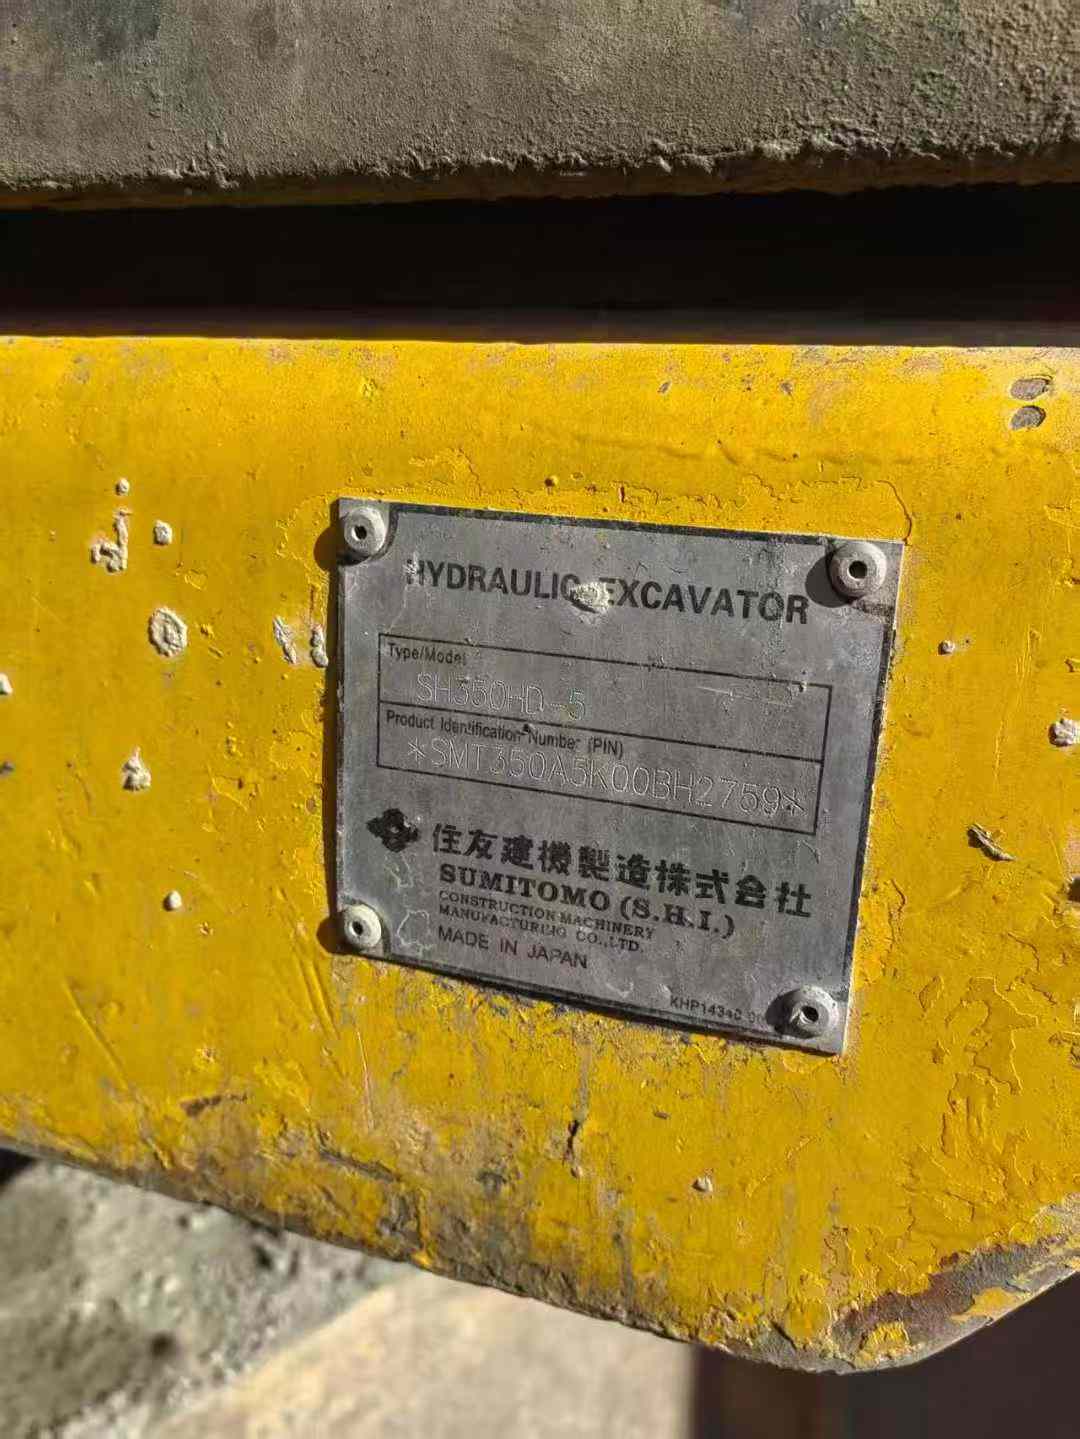 HYDRAULIC EXCAVATOR
Type/Model
SH350HD-5
Product Identification Number (PIN)
*SMT350A5K00BH2759*
住友建機製造株式会社
SUMITOMO (S.H.I.)
CONSTRUCTION MACHINERY
MANUFACTURING CO.,LTD.
MADE IN JAPAN